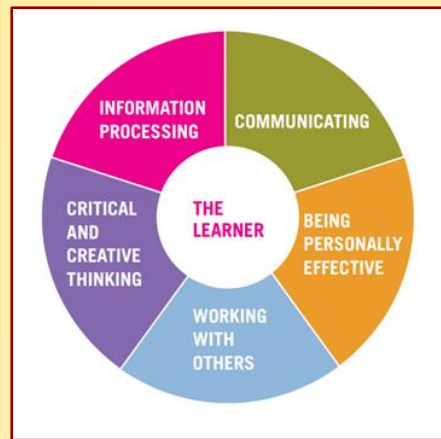 INFORMATION
PROCESSING
COMMUNICATING
CRITICAL
AND
CREATIVE
THINKING
THE
LEARNER
BEING
PERSONALLY
EFFECTIVE
WORKING
WITH
OTHERS